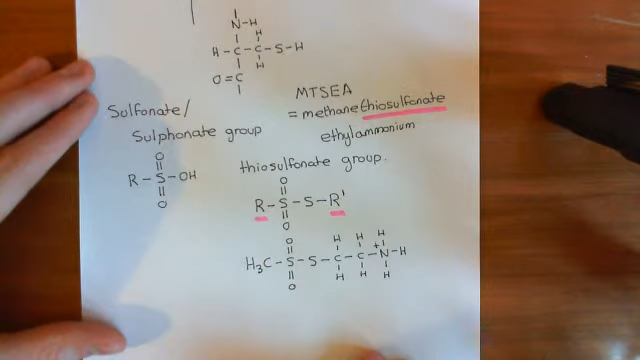 N-H
H
H-C-C-S-H
H
O=C
MTSEA
= methanethiosulfonate
ethylammonium
Sulfonate/
Sulphonate group
O
R-S-OH
O
thiosulfonate group.
O
R-S-S-R'
O
O H H H
H₃C-S-S-C-C-N⁺-H
O H H H